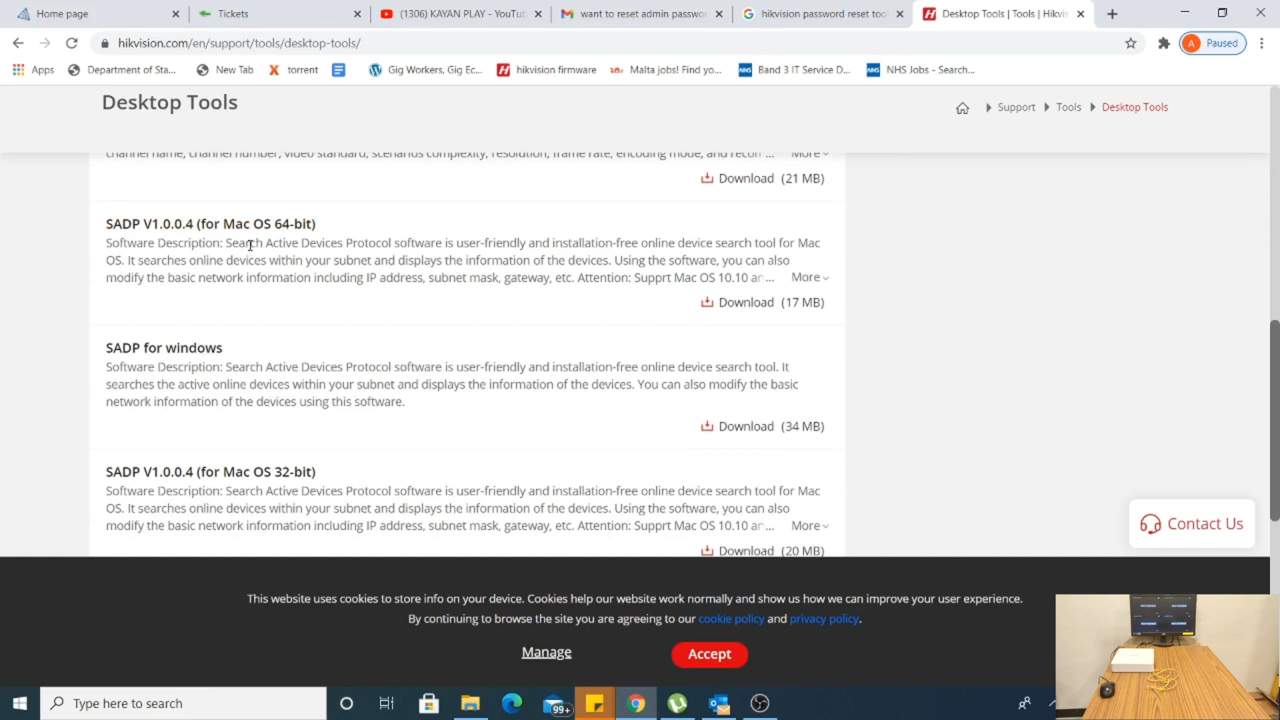 Home page
Tickets
(1306) KAYAN PLAY - YouTu
want to reset admin passwo
hikvision password reset too
Desktop Tools | Tools | Hikvis
hikvision.com/en/support/tools/desktop-tools/
A Paused
Apps
Department of Sta...
New Tab
torrent
Gig Workers, Gig Ec...
hikvision firmware
Malta jobs! Find yo...
Band 3 IT Service D...
NHS Jobs - Search...
Desktop Tools
Support
Tools
Desktop Tools
channel name, channel number, video standard, scenarios complexity, resolution, frame rate, encoding mode, and recor ... More
Download (21 MB)
SADP V1.0.0.4 (for Mac OS 64-bit)
Software Description: Search Active Devices Protocol software is user-friendly and installation-free online device search tool for Mac
OS. It searches online devices within your subnet and displays the information of the devices. Using the software, you can also
modify the basic network information including IP address, subnet mask, gateway, etc. Attention: Supprt Mac OS 10.10 an ... More
Download (17 MB)
SADP for windows
Software Description: Search Active Devices Protocol software is user-friendly and installation-free online device search tool. It
searches the active online devices within your subnet and displays the information of the devices. You can also modify the basic
network information of the devices using this software.
Download (34 MB)
SADP V1.0.0.4 (for Mac OS 32-bit)
Software Description: Search Active Devices Protocol software is user-friendly and installation-free online device search tool for Mac
OS. It searches online devices within your subnet and displays the information of the devices. Using the software, you can also
modify the basic network information including IP address, subnet mask, gateway, etc. Attention: Supprt Mac OS 10.10 an ... More
Download (20 MB)
Contact Us
This website uses cookies to store info on your device. Cookies help our website work normally and show us how we can improve your user experience.
By continuing to browse the site you are agreeing to our cookie policy and privacy policy.
Manage
Accept
Type here to search
99+